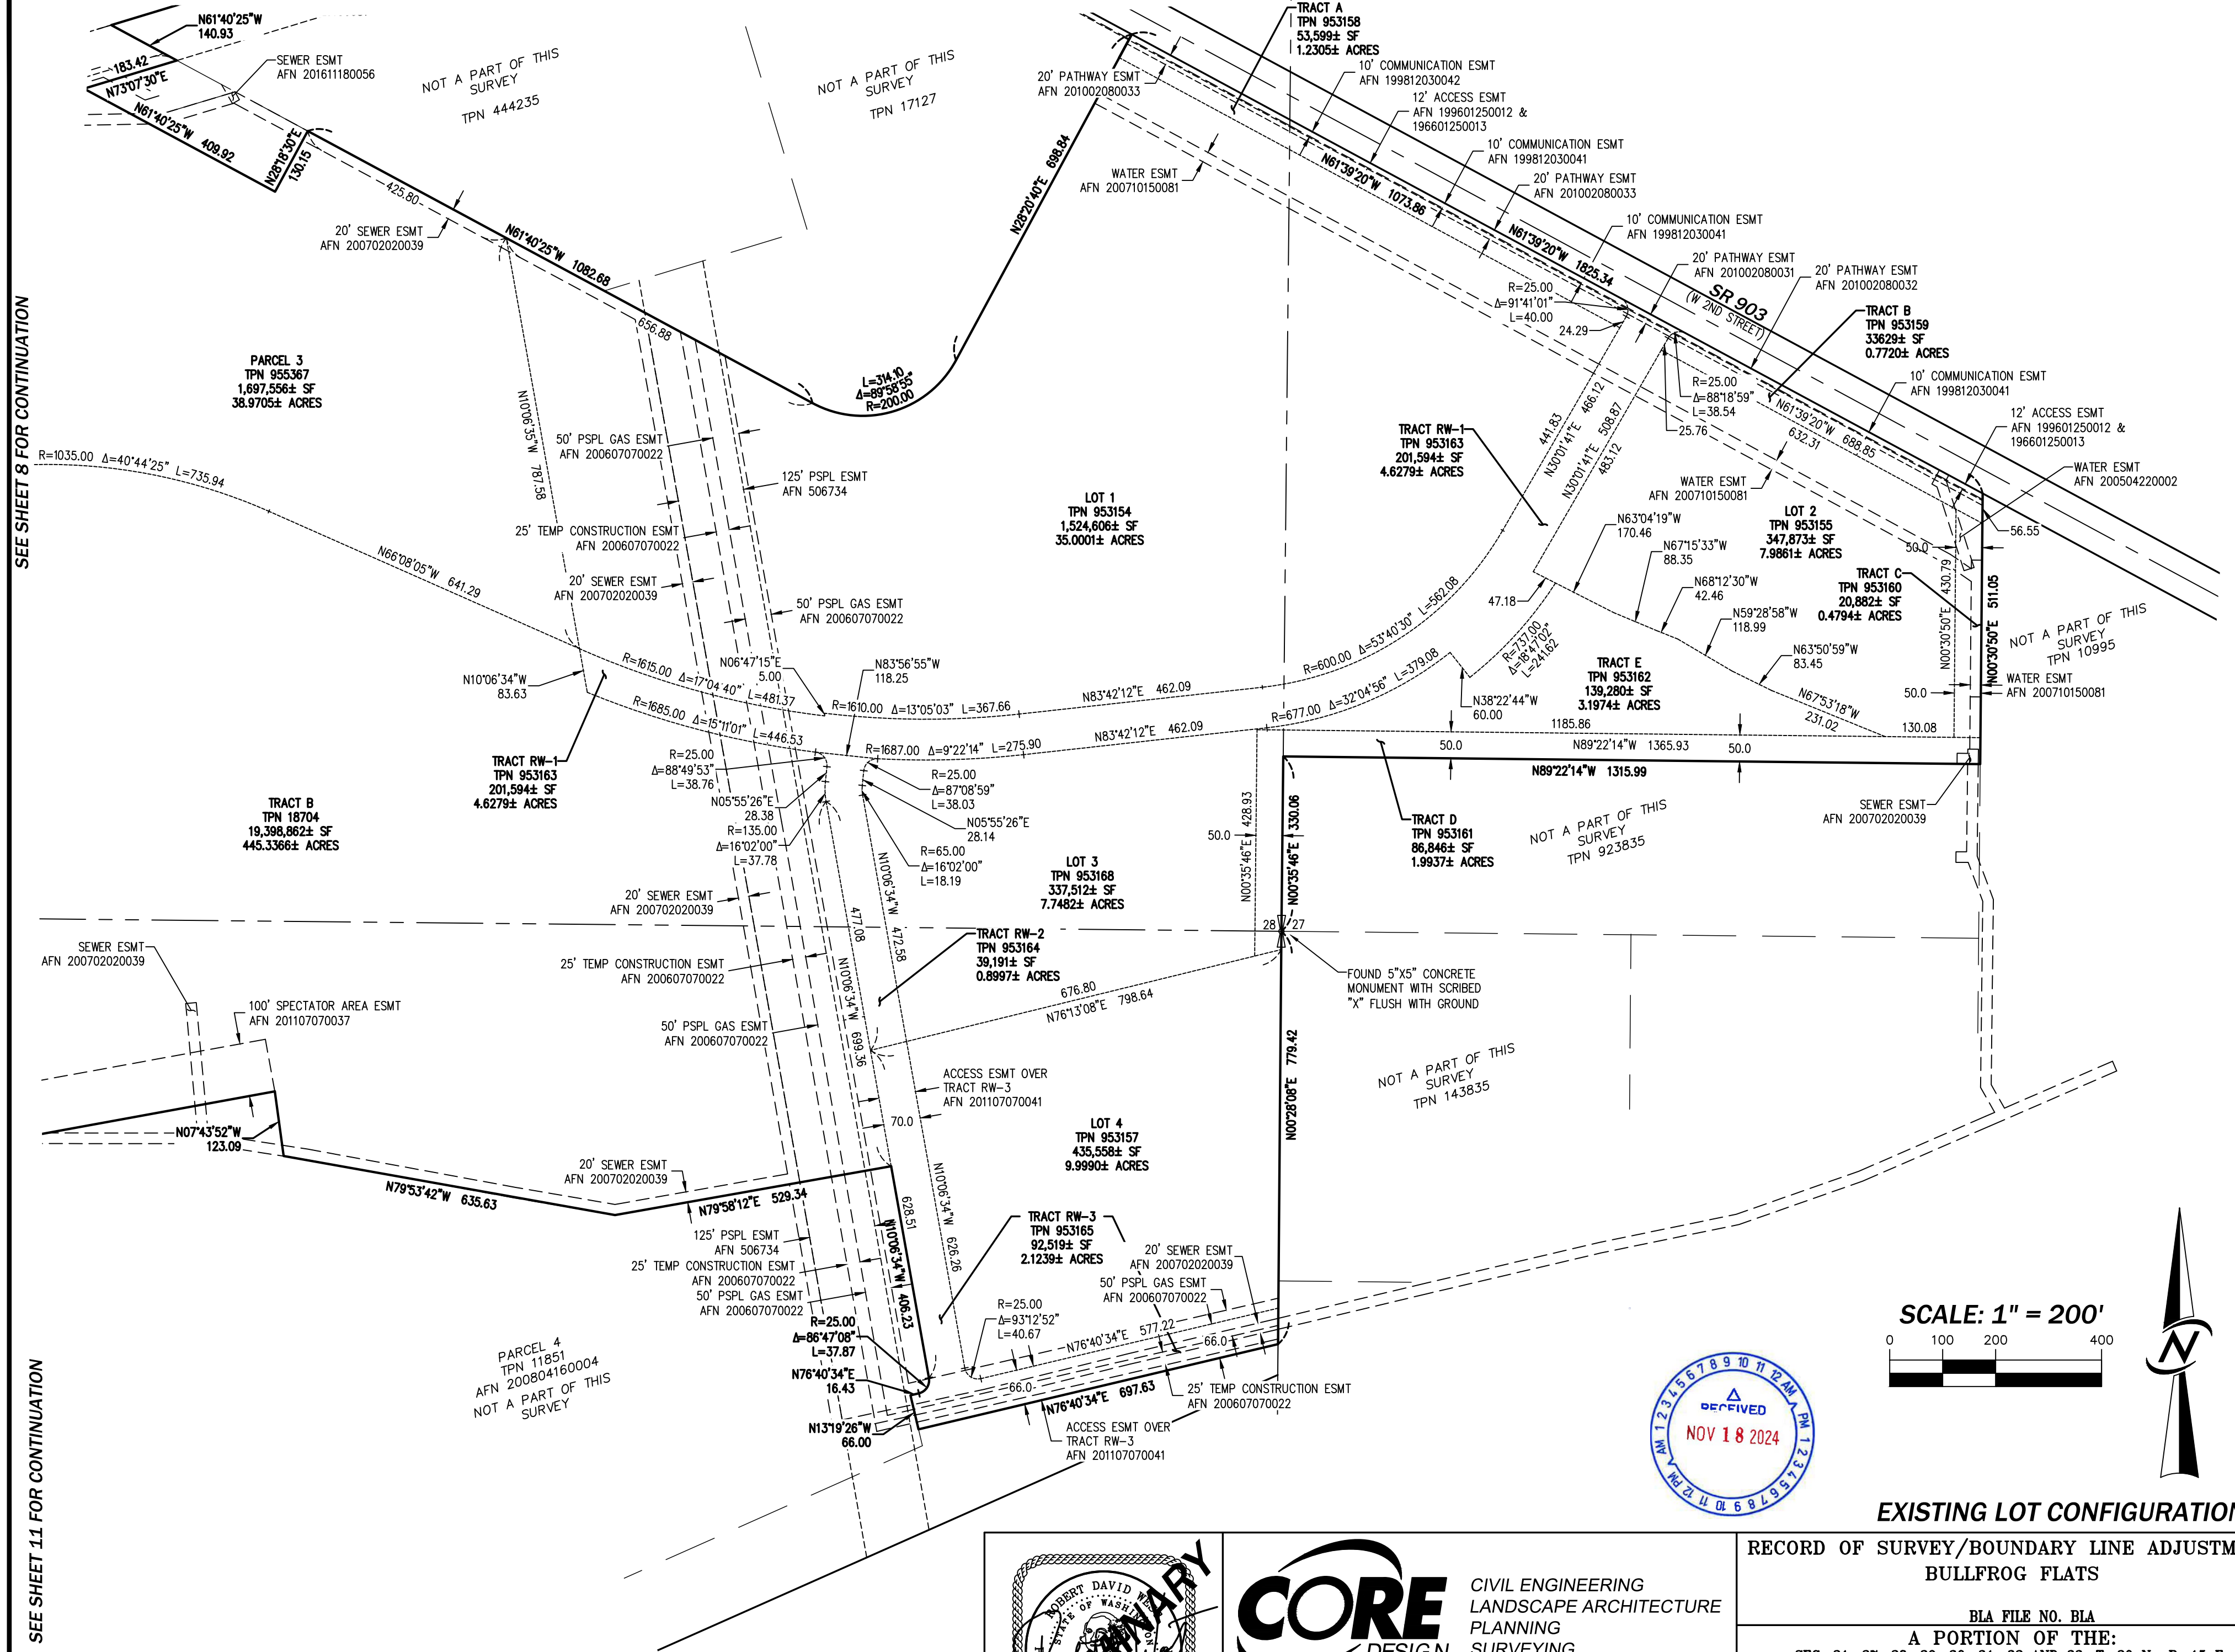 N61°40'25"W
140.93
183.42
N73°07'30"E
N61°40'25"W 409.92
N28°18'30"E
130.15
SEWER ESMT
AFN 201611180056
NOT A PART OF THIS
SURVEY
TPN 444235
NOT A PART OF THIS
SURVEY
TPN 17127
425.80
20' SEWER ESMT
AFN 200702020039
N61°40'25"W 1082.68
656.88
L=314.10
Δ=89°58'55"
R=200.00
N28°20'40"E 698.84
20' PATHWAY ESMT
AFN 201002080033
WATER ESMT
AFN 200710150081
TRACT A
TPN 953158
53,599± SF
1.2305± ACRES
10' COMMUNICATION ESMT
AFN 199812030042
12' ACCESS ESMT
AFN 199601250012 &
196601250013
10' COMMUNICATION ESMT
AFN 199812030041
20' PATHWAY ESMT
AFN 201002080033
10' COMMUNICATION ESMT
AFN 199812030041
20' PATHWAY ESMT
AFN 201002080031
20' PATHWAY ESMT
AFN 201002080032
N61°39'20"W 1073.86
N61°39'20"W 1825.34
SR 903
(W 2ND STREET)
TRACT B
TPN 953159
33629± SF
0.7720± ACRES
10' COMMUNICATION ESMT
AFN 199812030041
12' ACCESS ESMT
AFN 199601250012 &
196601250013
WATER ESMT
AFN 200504220002
R=25.00
Δ=91°41'01"
L=40.00
24.29
R=25.00
Δ=88°18'59"
L=38.54
25.76
N61°39'20"W 688.85
632.31
441.83
N30°01'41"E 466.12
N30°01'41"E 508.87
483.12
TRACT RW-1
TPN 953163
201,594± SF
4.6279± ACRES
WATER ESMT
AFN 200710150081
LOT 2
TPN 953155
347,873± SF
7.9861± ACRES
56.55
50.0
N00°30'50"E 430.79
N00°30'50"E 511.05
TRACT C
TPN 953160
20,882± SF
0.4794± ACRES
NOT A PART OF THIS
SURVEY
TPN 10995
WATER ESMT
AFN 200710150081
50.0
N63°04'19"W
170.46
N67°15'33"W
88.35
N68°12'30"W
42.46
N59°28'58"W
118.99
N63°50'59"W
83.45
N67°53'18"W
231.02
47.18
R=737.00
Δ=18°47'02"
L=241.62
TRACT E
TPN 953162
139,280± SF
3.1974± ACRES
N38°22'44"W
60.00
1185.86
130.08
50.0
N89°22'14"W 1365.93
50.0
N89°22'14"W 1315.99
SEE SHEET 8 FOR CONTINUATION
PARCEL 3
TPN 955367
1,697,556± SF
38.9705± ACRES
R=1035.00 Δ=40°44'25" L=735.94
N66°08'05"W 641.29
N10°06'35"W 787.58
50' PSPL GAS ESMT
AFN 200607070022
125' PSPL ESMT
AFN 506734
25' TEMP CONSTRUCTION ESMT
AFN 200607070022
20' SEWER ESMT
AFN 200702020039
50' PSPL GAS ESMT
AFN 200607070022
LOT 1
TPN 953154
1,524,606± SF
35.0001± ACRES
N10°06'34"W
83.63
R=1615.00 Δ=17°04'40" L=481.37
N06°47'15"E
5.00
N83°56'55"W
118.25
R=1610.00 Δ=13°05'03" L=367.66
N83°42'12"E 462.09
R=600.00 Δ=53°40'30" L=562.08
R=1685.00 Δ=15°11'01" L=446.53
R=1687.00 Δ=9°22'14" L=275.90
N83°42'12"E 462.09
R=677.00 Δ=32°04'56" L=379.08
TRACT RW-1
TPN 953163
201,594± SF
4.6279± ACRES
R=25.00
Δ=88°49'53"
L=38.76
N05°55'26"E
28.38
R=135.00
Δ=16°02'00"
L=37.78
R=25.00
Δ=87°08'59"
L=38.03
N05°55'26"E
28.14
R=65.00
Δ=16°02'00"
L=18.19
TRACT B
TPN 18704
19,398,862± SF
445.3366± ACRES
LOT 3
TPN 953168
337,512± SF
7.7482± ACRES
50.0
N00°35'46"E 428.93
N00°35'46"E 330.06
TRACT D
TPN 953161
86,846± SF
1.9937± ACRES
NOT A PART OF THIS
SURVEY
TPN 923835
SEWER ESMT
AFN 200702020039
20' SEWER ESMT
AFN 200702020039
28
27
FOUND 5"X5" CONCRETE
MONUMENT WITH SCRIBED
"X" FLUSH WITH GROUND
SEWER ESMT
AFN 200702020039
100' SPECTATOR AREA ESMT
AFN 201107070037
25' TEMP CONSTRUCTION ESMT
AFN 200607070022
50' PSPL GAS ESMT
AFN 200607070022
477.08
N10°06'34"W 699.36
N10°06'34"W 472.58
TRACT RW-2
TPN 953164
39,191± SF
0.8997± ACRES
676.80
N76°13'08"E 798.64
ACCESS ESMT OVER
TRACT RW-3
AFN 201107070041
70.0
N00°28'08"E 779.42
NOT A PART OF THIS
SURVEY
TPN 143835
N07°43'52"W
123.09
N79°53'42"W 635.63
20' SEWER ESMT
AFN 200702020039
N79°58'12"E 529.34
LOT 4
TPN 953157
435,558± SF
9.9990± ACRES
628.51
N10°06'34"W 406.23
N10°06'34"W 626.26
TRACT RW-3
TPN 953165
92,519± SF
2.1239± ACRES
125' PSPL ESMT
AFN 506734
25' TEMP CONSTRUCTION ESMT
AFN 200607070022
50' PSPL GAS ESMT
AFN 200607070022
R=25.00
Δ=86°47'08"
L=37.87
N76°40'34"E
16.43
N13°19'26"W
66.00
20' SEWER ESMT
AFN 200702020039
50' PSPL GAS ESMT
AFN 200607070022
R=25.00
Δ=93°12'52"
L=40.67
N76°40'34"E 577.22
66.0
66.0
N76°40'34"E 697.63
25' TEMP CONSTRUCTION ESMT
AFN 200607070022
ACCESS ESMT OVER
TRACT RW-3
AFN 201107070041
PARCEL 4
TPN 11851
AFN 200804160004
NOT A PART OF THIS
SURVEY
SEE SHEET 11 FOR CONTINUATION
SCALE: 1" = 200'
0 100 200 400
N
AM 1 2 3 4 5 6 7 8 9 10 11 12 AM PM 1 2 3 4 5 6 7 8 9 10 11 12 PM
RECEIVED
NOV 18 2024
EXISTING LOT CONFIGURATION
ROBERT DAVID WEST
STATE OF WASHINGTON
CORE
DESIGN
CIVIL ENGINEERING
LANDSCAPE ARCHITECTURE
PLANNING
SURVEYING
RECORD OF SURVEY/BOUNDARY LINE ADJUSTM
BULLFROG FLATS
BLA FILE NO. BLA
A PORTION OF THE: